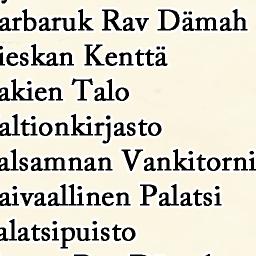 arbaruk Rav Dämah
ieskan Kenttä
akien Talo
altionkirjasto
alsamnan Vankitorni
aivaallinen Palatsi
alatsipuisto